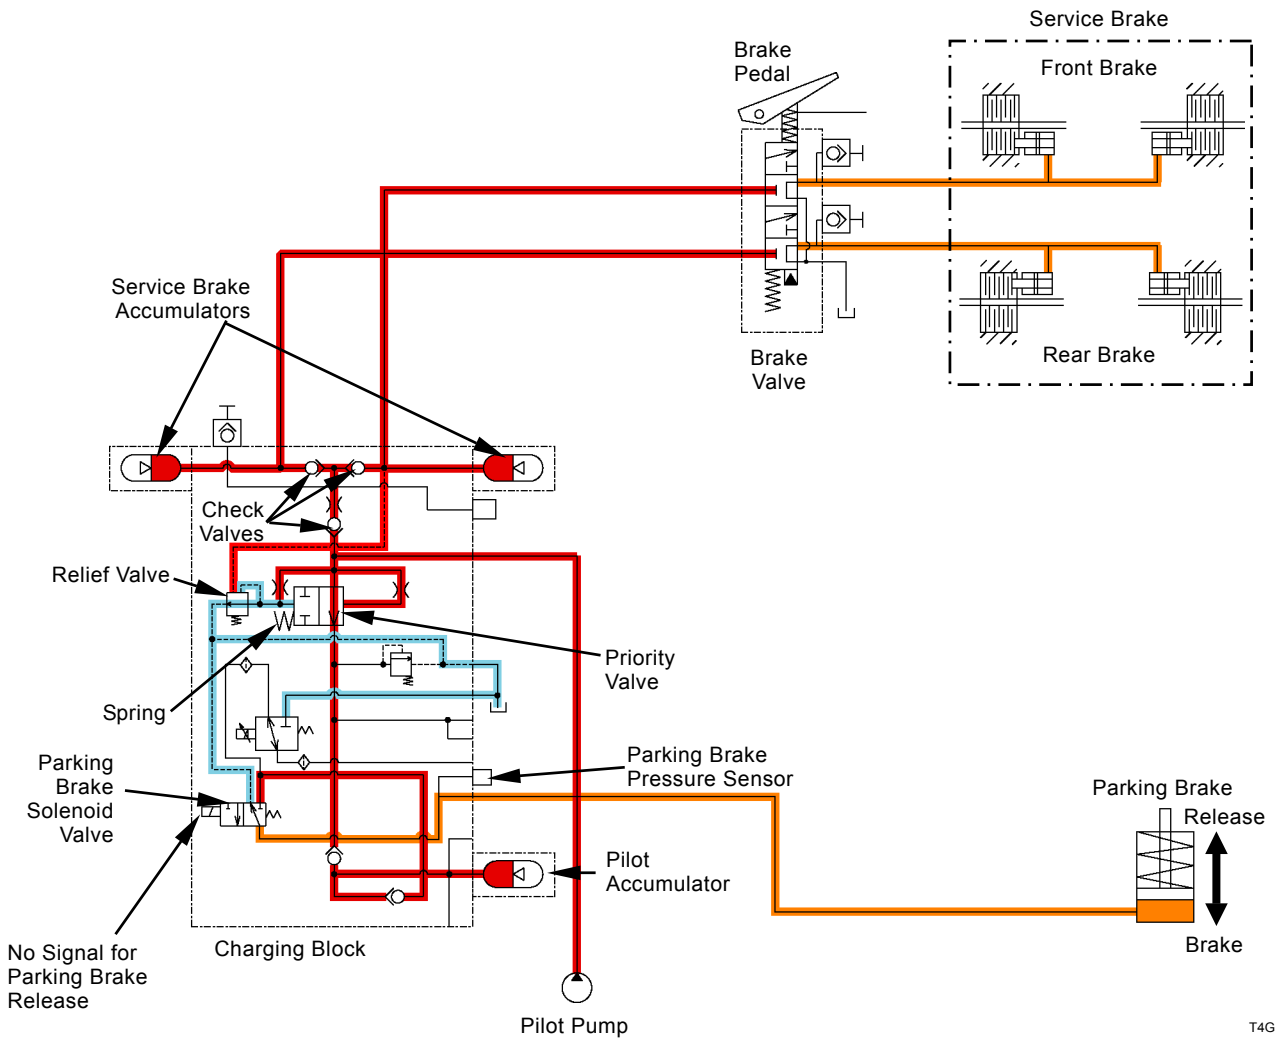 Service Brake
Brake
Pedal
Front Brake
Service Brake
Accumulators
Rear Brake
Brake
Valve
Check
Valves
Relief Valve
Priority
Valve
Spring
Parking
Brake
Solenoid
Valve
Parking Brake
Pressure Sensor
Parking Brake
Release
Pilot
Accumulator
Brake
Charging Block
No Signal for
Parking Brake
Release
Pilot Pump
T4G